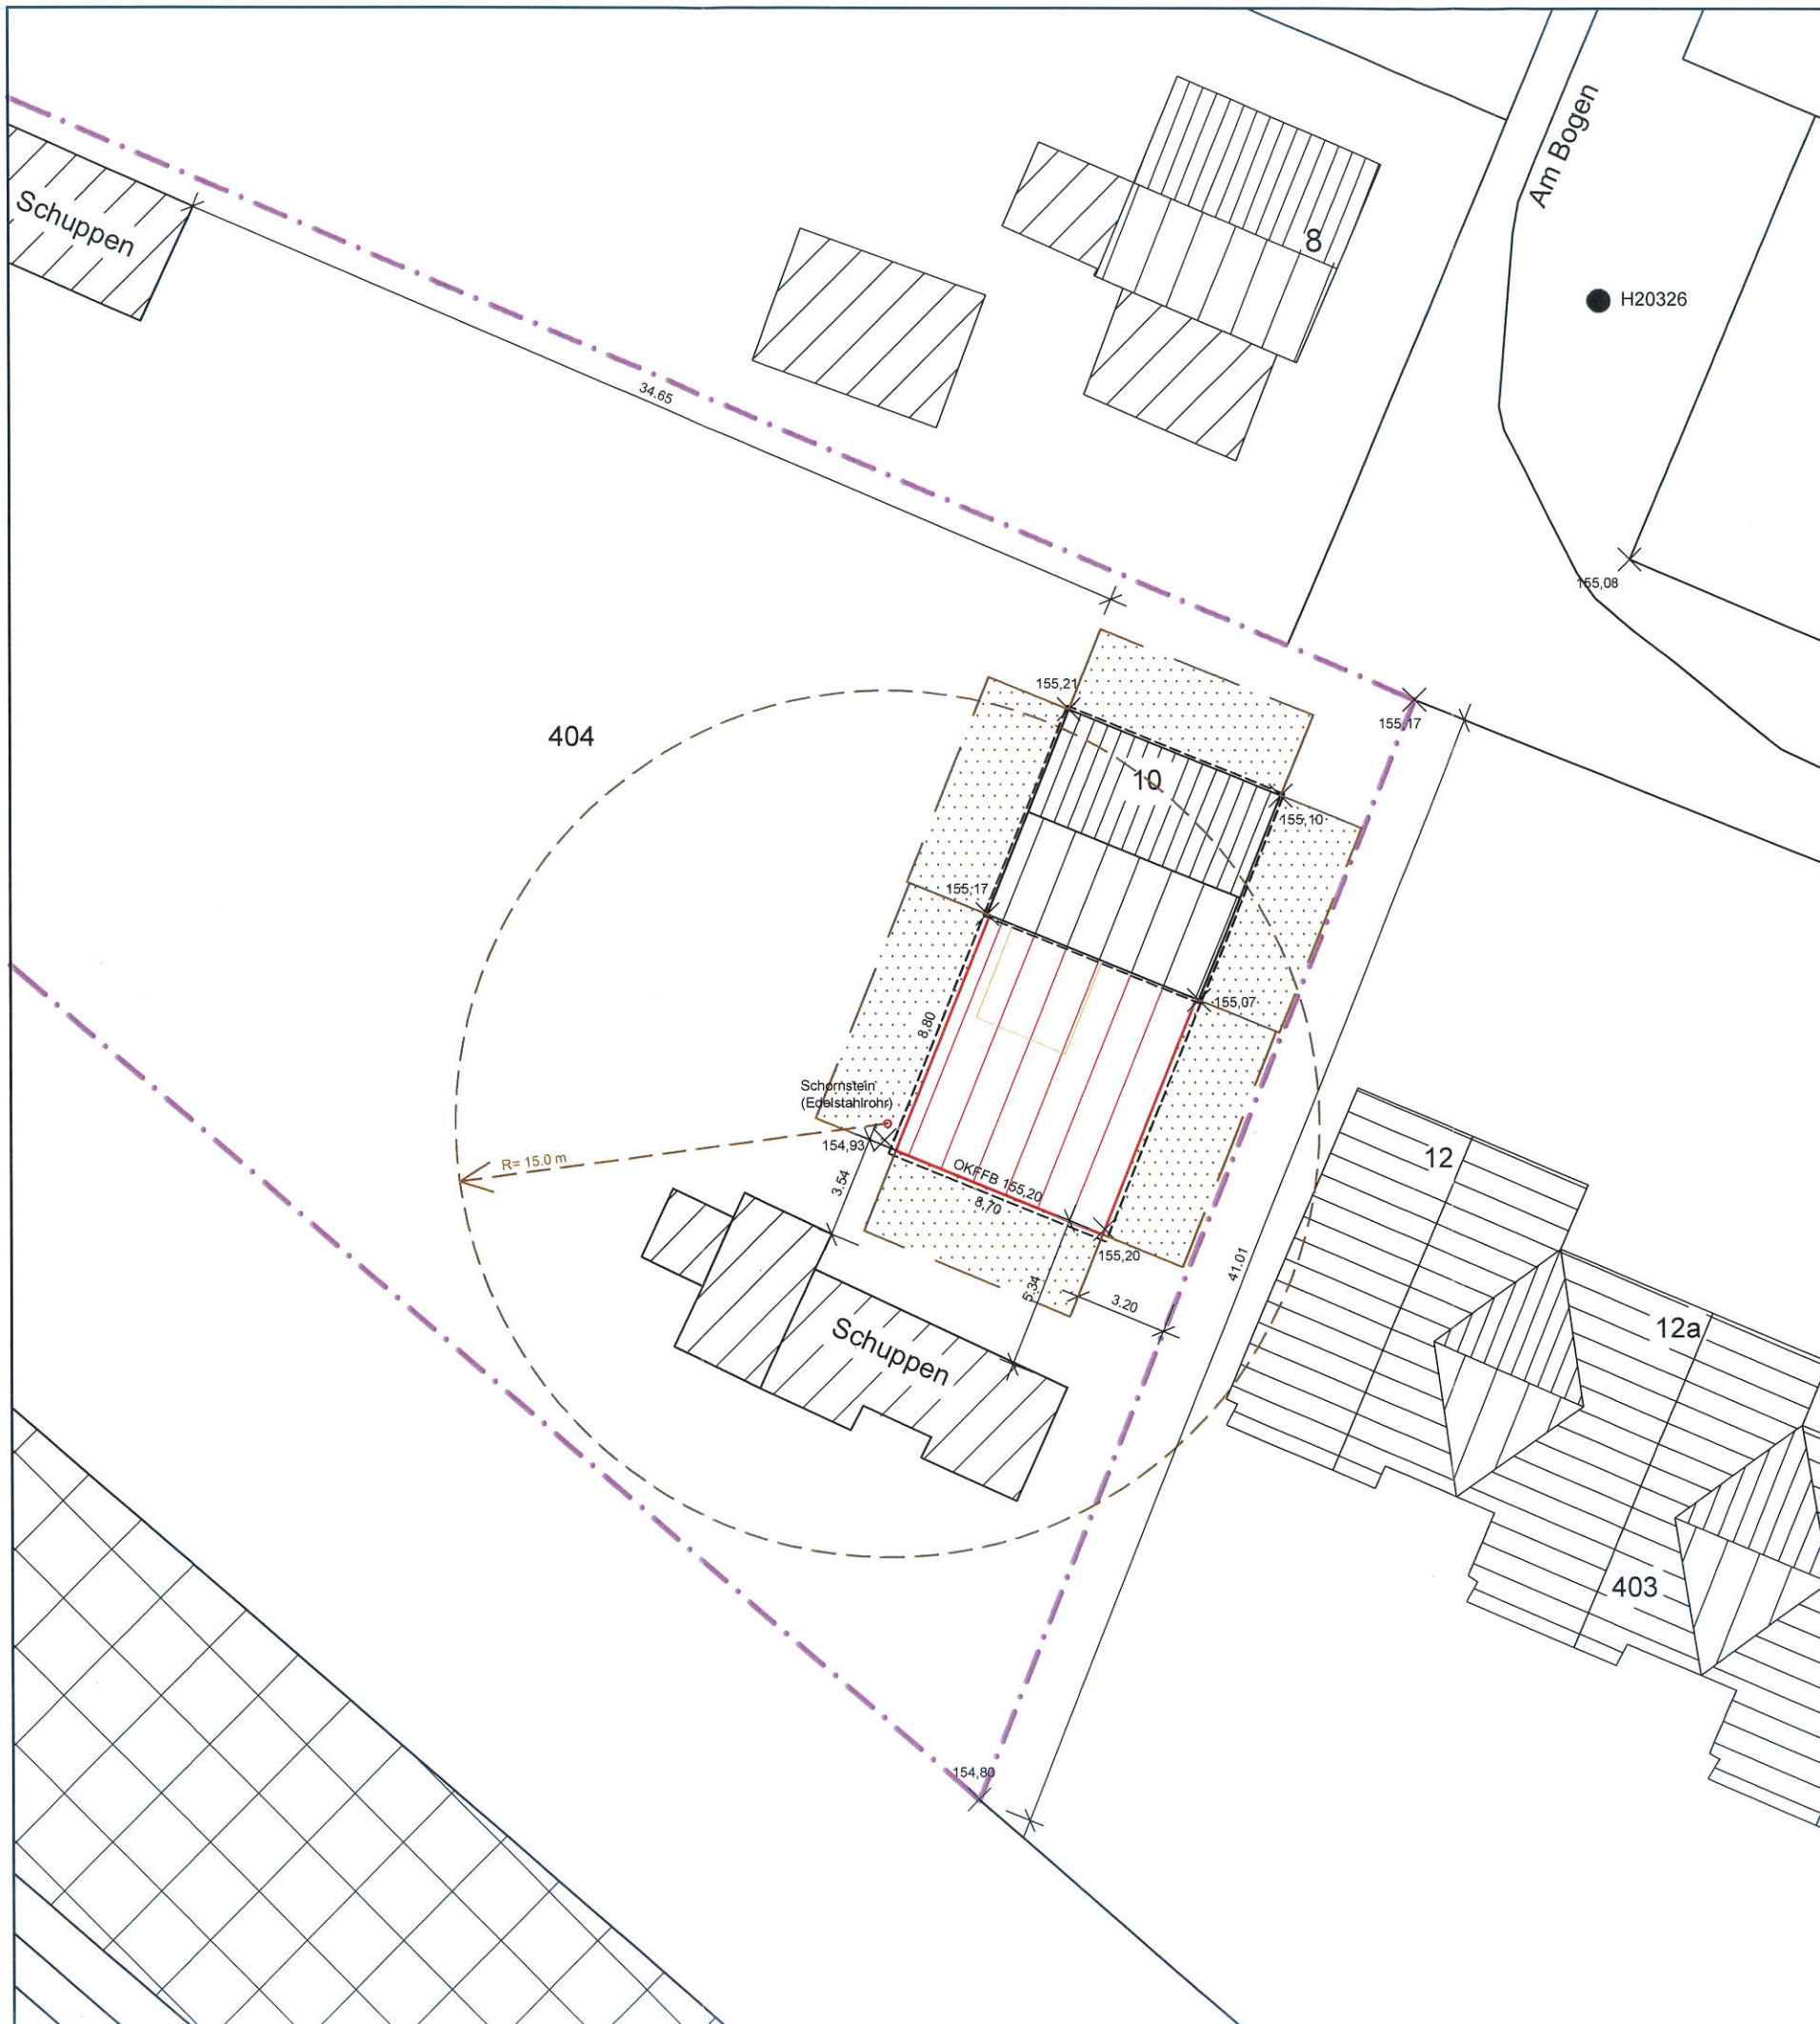 Am Bogen
Schuppen
8
H20326
34.65
155,08
155,21
155,17
404
10
155,10
155,17
155,07
8,80
Schornstein
(Edelstahlrohr)
154,93
R= 15.0 m
OKFFB 155,20
8,70
3.54
12
155,20
41.01
5.34
3.20
Schuppen
12a
403
154,80